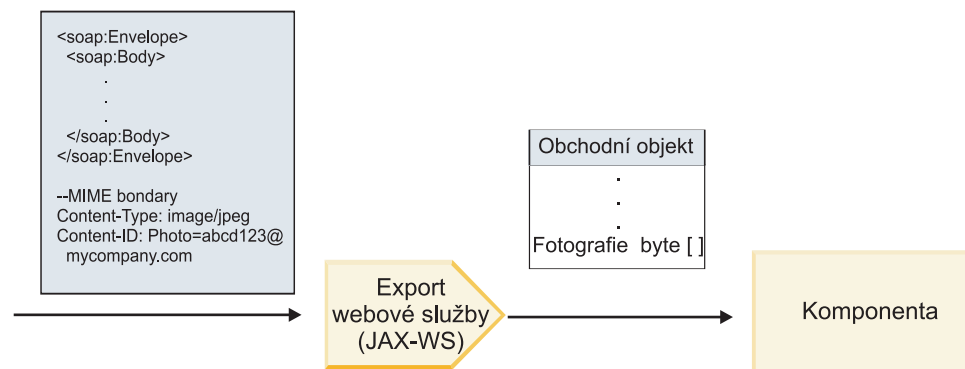 <soap:Envelope>
<soap:Body>
.
.
.
</soap:Body>
</soap:Envelope>
--MIME bondary
Content-Type: image/jpeg
Content-ID: Photo=abcd123@
mycompany.com
Obchodní objekt
.
.
.
Fotografie byte [ ]
Export
webové služby
(JAX-WS)
Komponenta